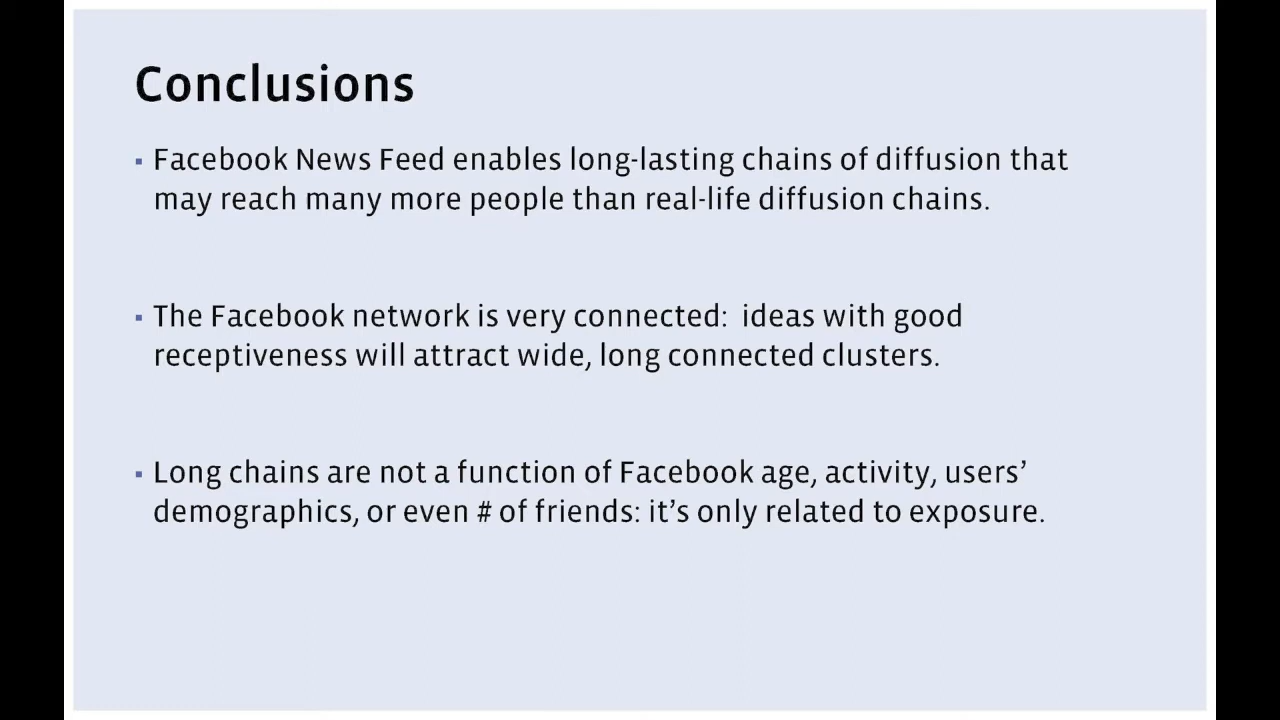 Conclusions
▪ Facebook News Feed enables long-lasting chains of diffusion that
may reach many more people than real-life diffusion chains.
▪ The Facebook network is very connected:  ideas with good
receptiveness will attract wide, long connected clusters.
▪ Long chains are not a function of Facebook age, activity, users’
demographics, or even # of friends: it’s only related to exposure.